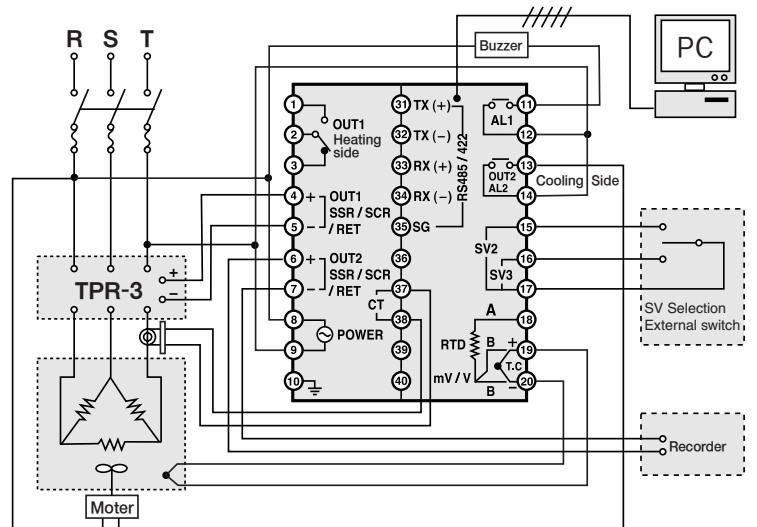 R S T
Buzzer
PC
1
2
3
4
5
6
7
8
9
10
OUT1
Heating
side
+ OUT1
SSR / SCR
− / RET
+ OUT2
SSR / SCR
− / RET
POWER
31 TX (+)
32 TX (−)
33 RX (+)
34 RX (−)
35 SG
36
37
38
39
40
RS485 / 422
CT
11
12
13
14
15
16
17
18
19
20
AL1
OUT2
AL2
Cooling Side
SV2
SV3
A
RTD
B +
T.C
mV / V
B −
SV Selection
External switch
Recorder
TPR-3
+
−
Moter